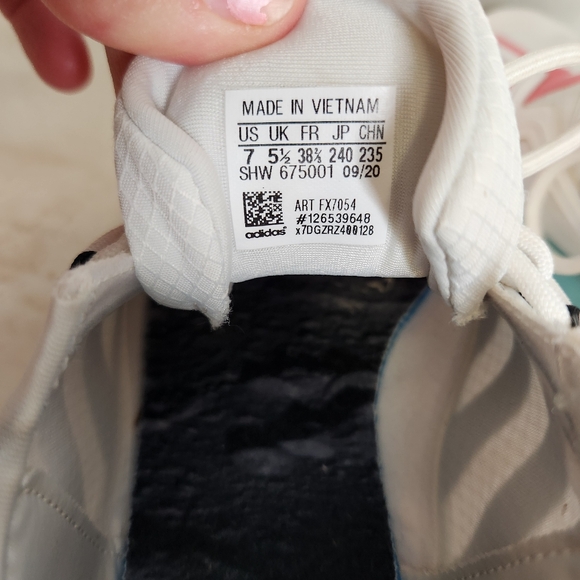 MADE IN VIETNAM
US UK FR JP CHN
7 5½ 38⅔ 240 235
SHW 675001 09/20
ART FX7054
#126539648
adidas® x7DGZRZ400128